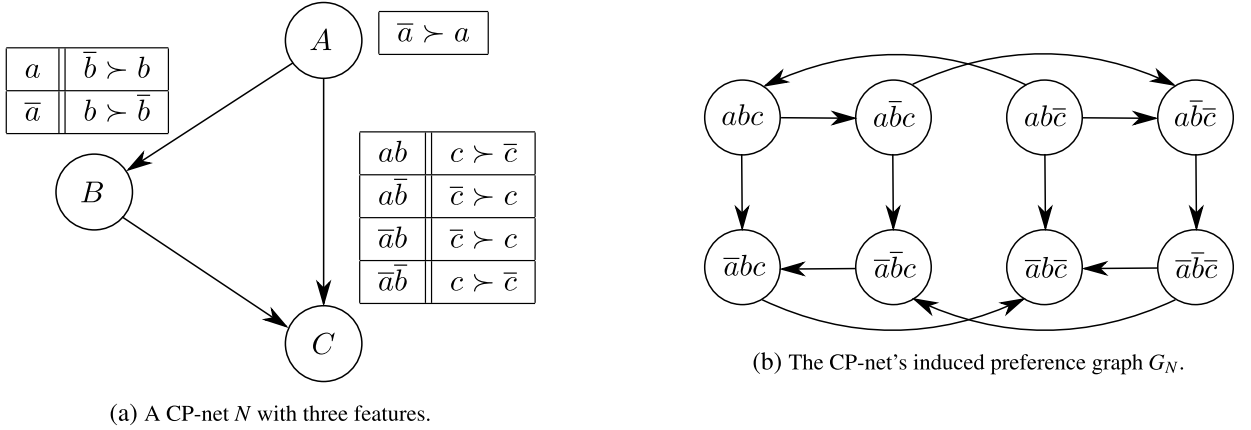 A
a̅ ≻ a
a b̅ ≻ b
a̅ b ≻ b̅
B
ab c ≻ c̅
ab̅ c̅ ≻ c
a̅b c̅ ≻ c
a̅b̅ c ≻ c̅
C
(a) A CP-net N with three features.
abc ab̅c abc̅ ab̅c̅
a̅bc a̅b̅c a̅bc̅ a̅b̅c̅
(b) The CP-net's induced preference graph G_N.